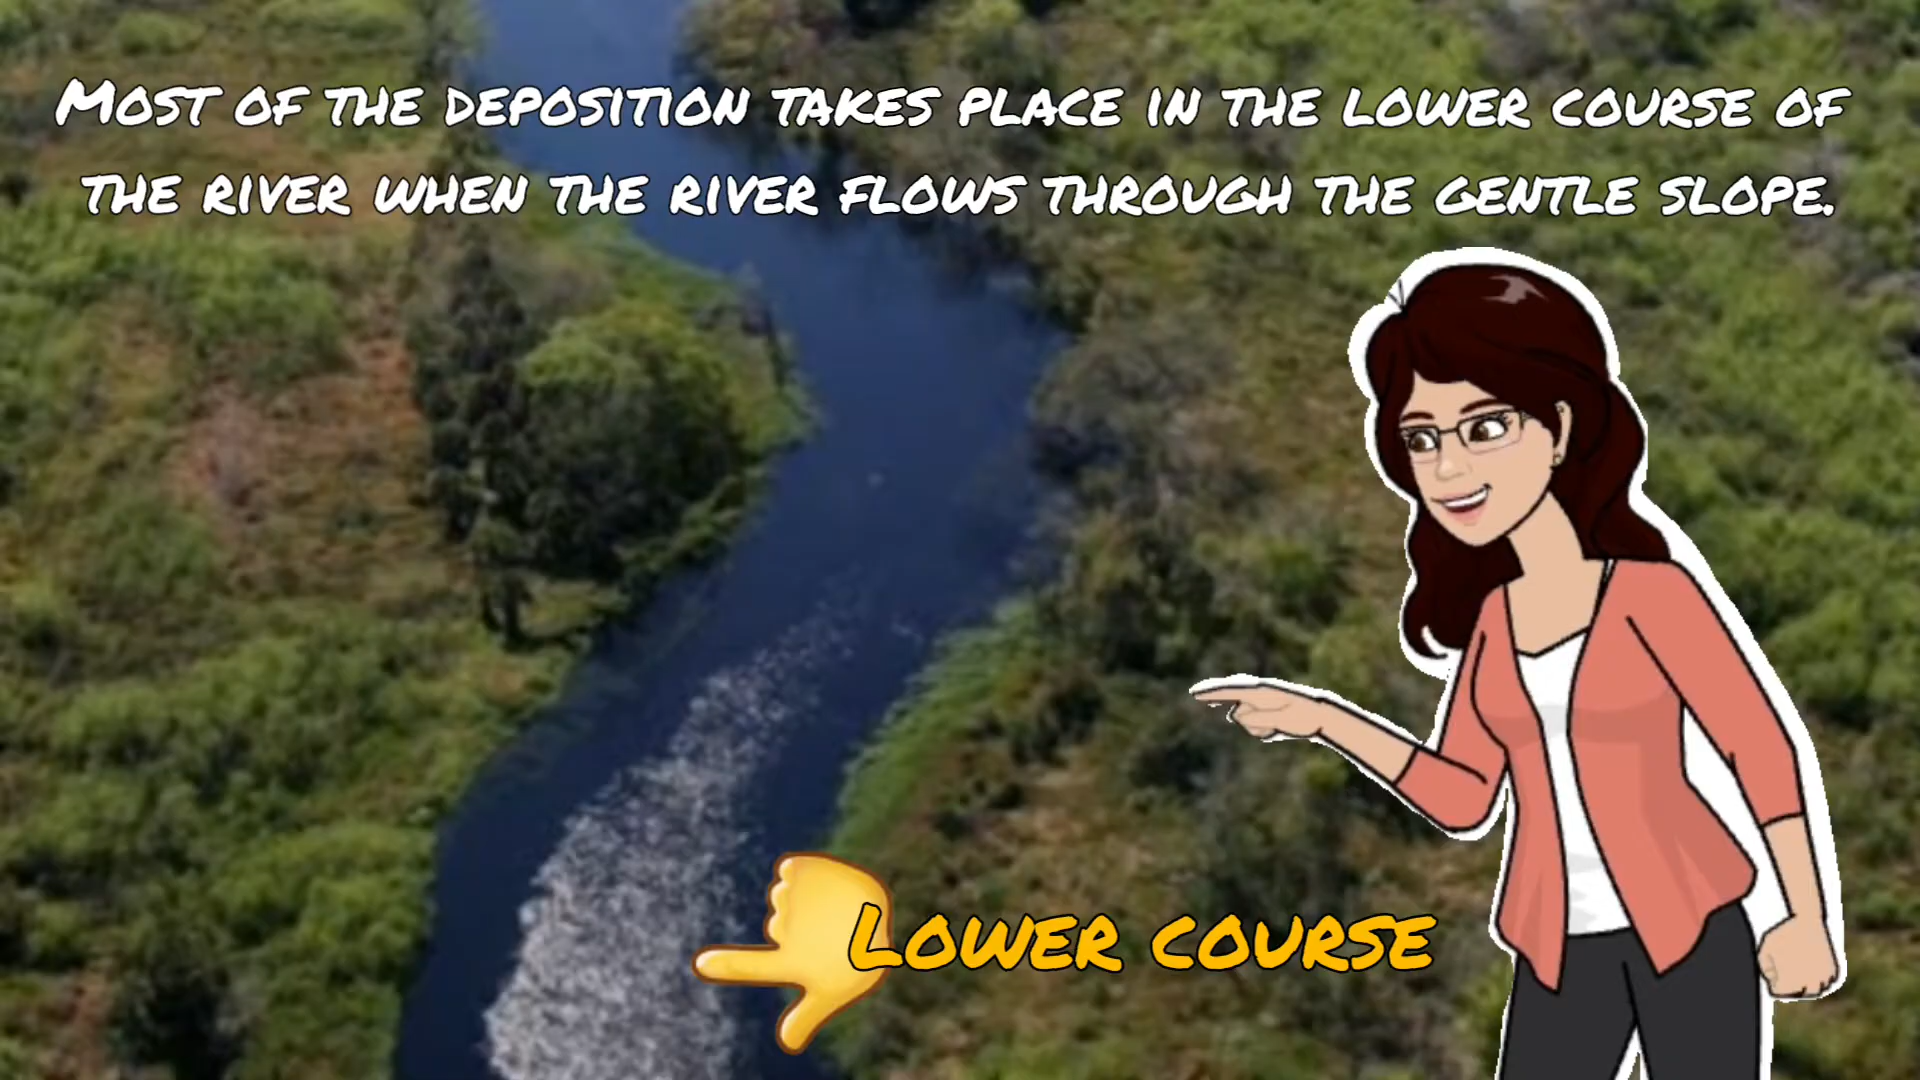 Most of the deposition takes place in the lower course of
the river when the river flows through the gentle slope.
Lower course